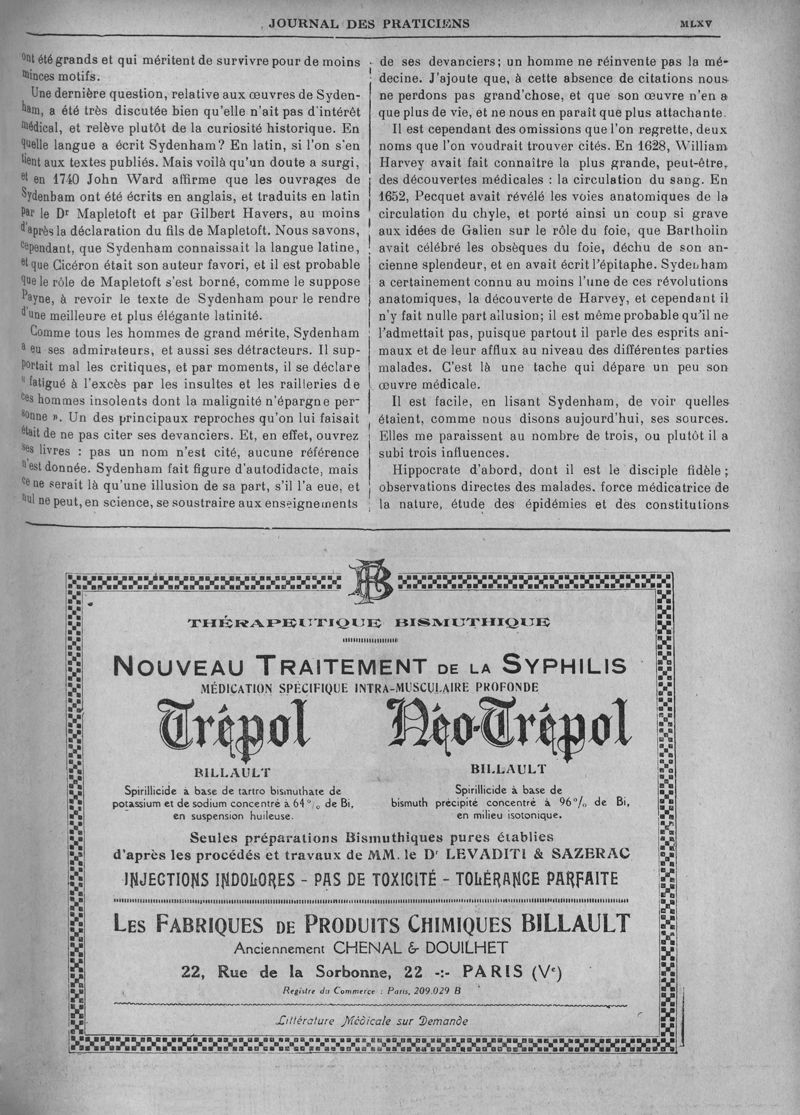 JOURNAL DES PRATICIENS
MLXV
ont été grands et qui méritent de survivre pour de moins
minces motifs.
Une dernière question, relative aux œuvres de Syden-
ham, a été très discutée bien qu'elle n'ait pas d'intérêt
médical, et relève plutôt de la curiosité historique. En
quelle langue a écrit Sydenham? En latin, si l'on s'en
tient aux textes publiés. Mais voilà qu'un doute a surgi,
et en 1740 John Ward affirme que les ouvrages de
Sydenham ont été écrits en anglais, et traduits en latin
par le Dr Mapletoft et par Gilbert Havers, au moins
d'après la déclaration du fils de Mapletoft. Nous savons,
cependant, que Sydenham connaissait la langue latine,
et que Cicéron était son auteur favori, et il est probable
que le rôle de Mapletoft s'est borné, comme le suppose
Payne, à revoir le texte de Sydenham pour le rendre
d'une meilleure et plus élégante latinité.
Comme tous les hommes de grand mérite, Sydenham
a eu ses admirateurs, et aussi ses détracteurs. Il sup-
portait mal les critiques, et par moments, il se déclare
« fatigué à l'excès par les insultes et les railleries de
ces hommes insolents dont la malignité n'épargne per-
sonne ». Un des principaux reproches qu'on lui faisait
était de ne pas citer ses devanciers. Et, en effet, ouvrez
ses livres : pas un nom n'est cité, aucune référence
n'est donnée. Sydenham fait figure d'autodidacte, mais
ce ne serait là qu'une illusion de sa part, s'il l'a eue, et
nul ne peut, en science, se soustraire aux enseignements
de ses devanciers; un homme ne réinvente pas la mé-
decine. J'ajoute que, à cette absence de citations nous
ne perdons pas grand'chose, et que son œuvre n'en a
que plus de vie, et ne nous en paraît que plus attachante.
Il est cependant des omissions que l'on regrette, deux
noms que l'on voudrait trouver cités. En 1628, William
Harvey avait fait connaître la plus grande, peut-être,
des découvertes médicales : la circulation du sang. En
1652, Pecquet avait révélé les voies anatomiques de la
circulation du chyle, et porté ainsi un coup si grave
aux idées de Galien sur le rôle du foie, que Bartholin
avait célébré les obsèques du foie, déchu de son an-
cienne splendeur, et en avait écrit l'épitaphe. Sydenham
a certainement connu au moins l'une de ces révolutions
anatomiques, la découverte de Harvey, et cependant il
n'y fait nulle part allusion; il est même probable qu'il ne
l'admettait pas, puisque partout il parle des esprits ani-
maux et de leur afflux au niveau des différentes parties
malades. C'est là une tache qui dépare un peu son
œuvre médicale.
Il est facile, en lisant Sydenham, de voir quelles
étaient, comme nous disons aujourd'hui, ses sources.
Elles me paraissent au nombre de trois, ou plutôt il a
subi trois influences.
Hippocrate d'abord, dont il est le disciple fidèle;
observations directes des malades. force médicatrice de
la nature, étude des épidémies et des constitutions
THÉRAPEUTIQUE BISMUTHIQUE
NOUVEAU TRAITEMENT DE LA SYPHILIS
MÉDICATION SPÉCIFIQUE INTRA-MUSCULAIRE PROFONDE
Trépol
BILLAULT
Spirillicide à base de tartro bismuthate de
potassium et de sodium concentré à 64 % de Bi,
en suspension huileuse.
Néo-Trépol
BILLAULT
Spirillicide à base de
bismuth précipité concentré à 96% de Bi,
en milieu isotonique.
Seules préparations Bismuthiques pures établies
d'après les procédés et travaux de MM. le Dr LEVADITI & SAZERAC
INJECTIONS INDOLORES - PAS DE TOXICITÉ - TOLÉRANCE PARFAITE
LES FABRIQUES DE PRODUITS CHIMIQUES BILLAULT
Anciennement CHENAL & DOUILHET
22, Rue de la Sorbonne, 22 -:- PARIS (Ve)
Registre du Commerce : Paris, 209.029 B
Littérature Médicale sur Demande